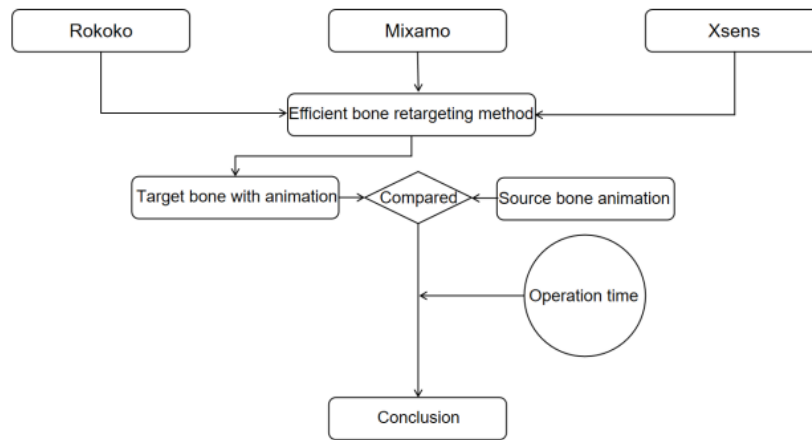 Rokoko
Mixamo
Xsens
Efficient bone retargeting method
Target bone with animation
Compared
Source bone animation
Operation time
Conclusion